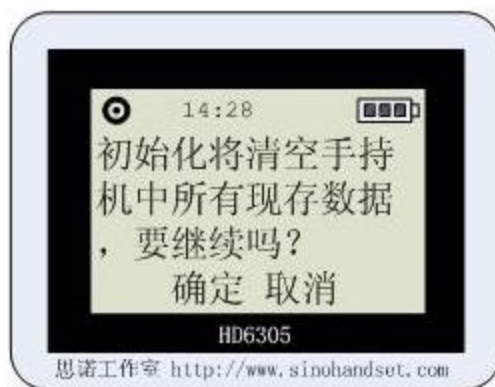 14:28
初始化将清空手持
机中所有现存数据
，要继续吗？
确定 取消
HD6305
思诺工作室 http://www.sinohandset.com